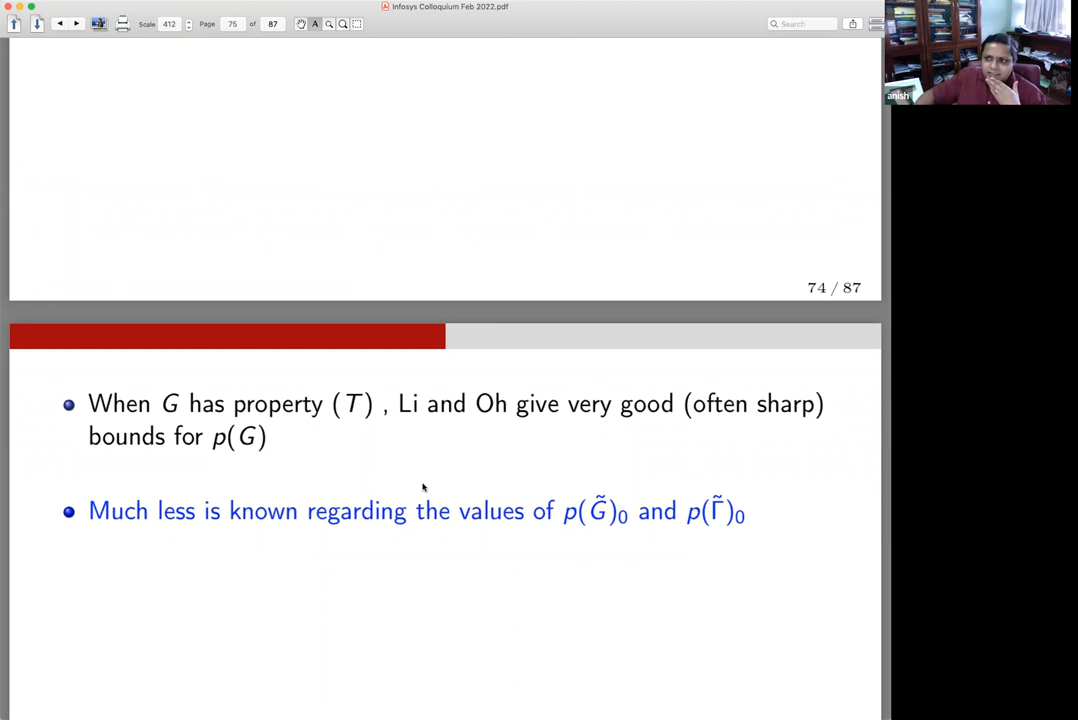 Infosys Colloquium Feb 2022.pdf
Scale 412 Page 75 of 87 A Search
anish
74 / 87
• When G has property (T) , Li and Oh give very good (often sharp)
bounds for p(G)
• Much less is known regarding the values of p(G̃)₀ and p(Γ̃)₀